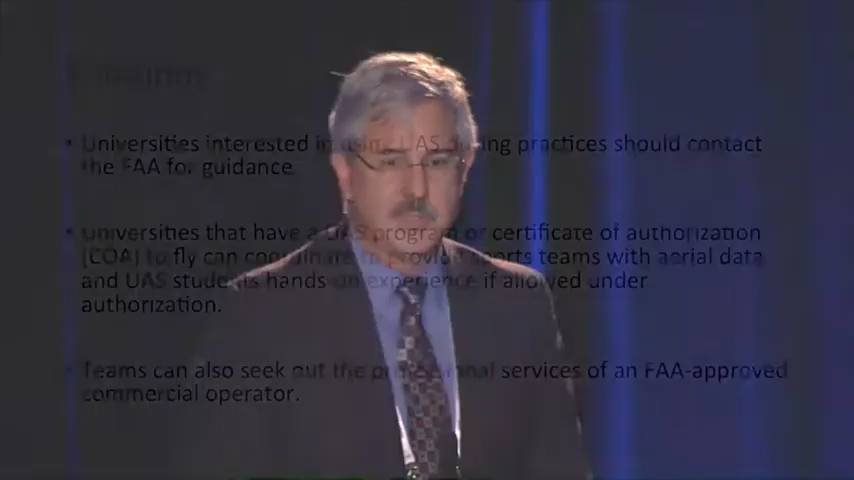 • Universities interested in using UAS during practices should contact
the FAA for guidance
• Universities that have a UAS program or certificate of authorization
(COA) to fly can coordinate to provide sports teams with aerial data
and UAS students hands-on experience if allowed under
authorization.
• Teams can also seek out the professional services of an FAA-approved
commercial operator.